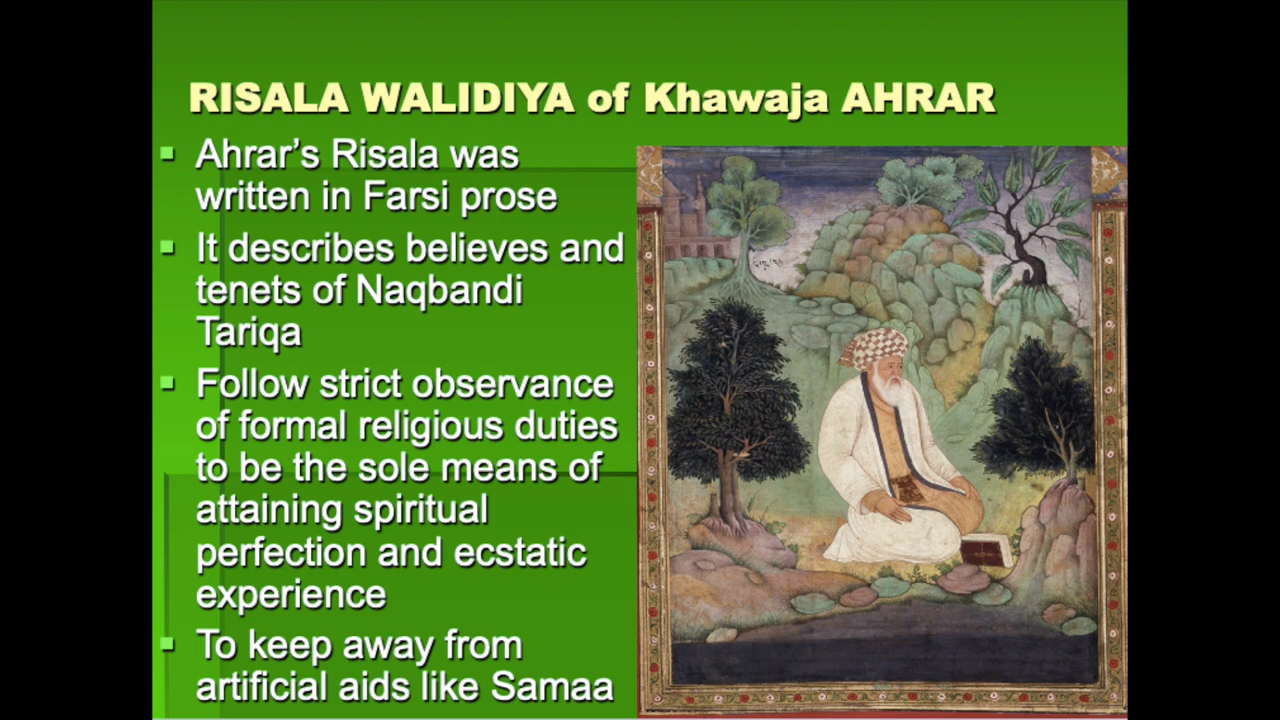 RISALA WALIDIYA of Khawaja AHRAR
Ahrar’s Risala was
written in Farsi prose
It describes believes and
tenets of Naqbandi
Tariqa
Follow strict observance
of formal religious duties
to be the sole means of
attaining spiritual
perfection and ecstatic
experience
To keep away from
artificial aids like Samaa